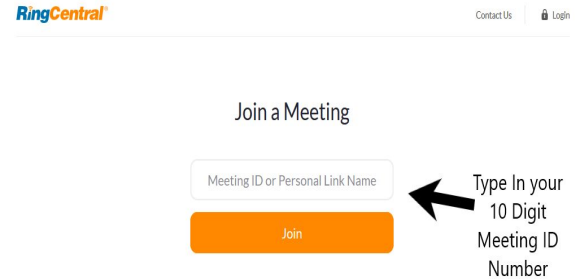 RingCentral®
Contact Us
Login
Join a Meeting
Meeting ID or Personal Link Name
Join
Type In your
10 Digit
Meeting ID
Number